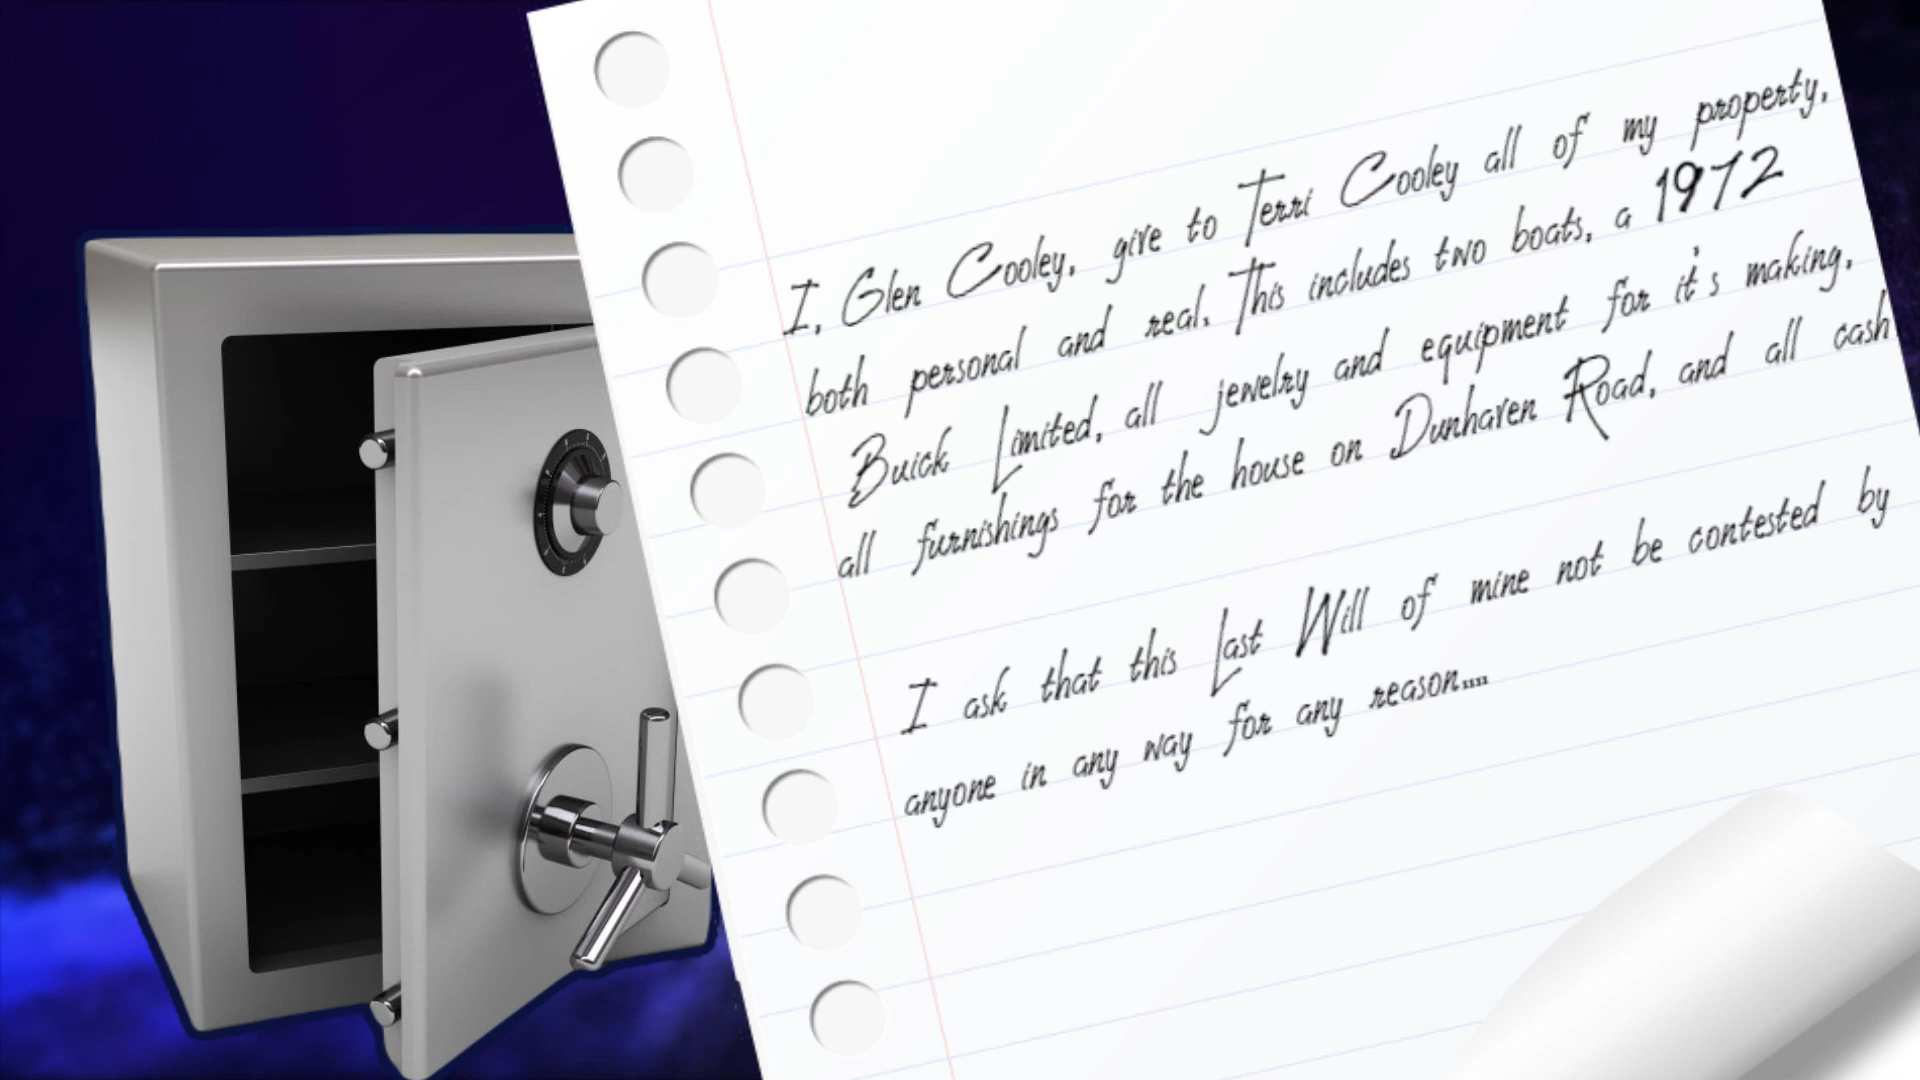 I, Glen Cooley, give to Terri Cooley all of my property,
both personal and real. This includes two boats, a 1972
Buick Limited, all jewelry and equipment for it's making,
all furnishings for the house on Dunhaven Road, and all cash
I ask that this Last Will of mine not be contested by
anyone in any way for any reason....